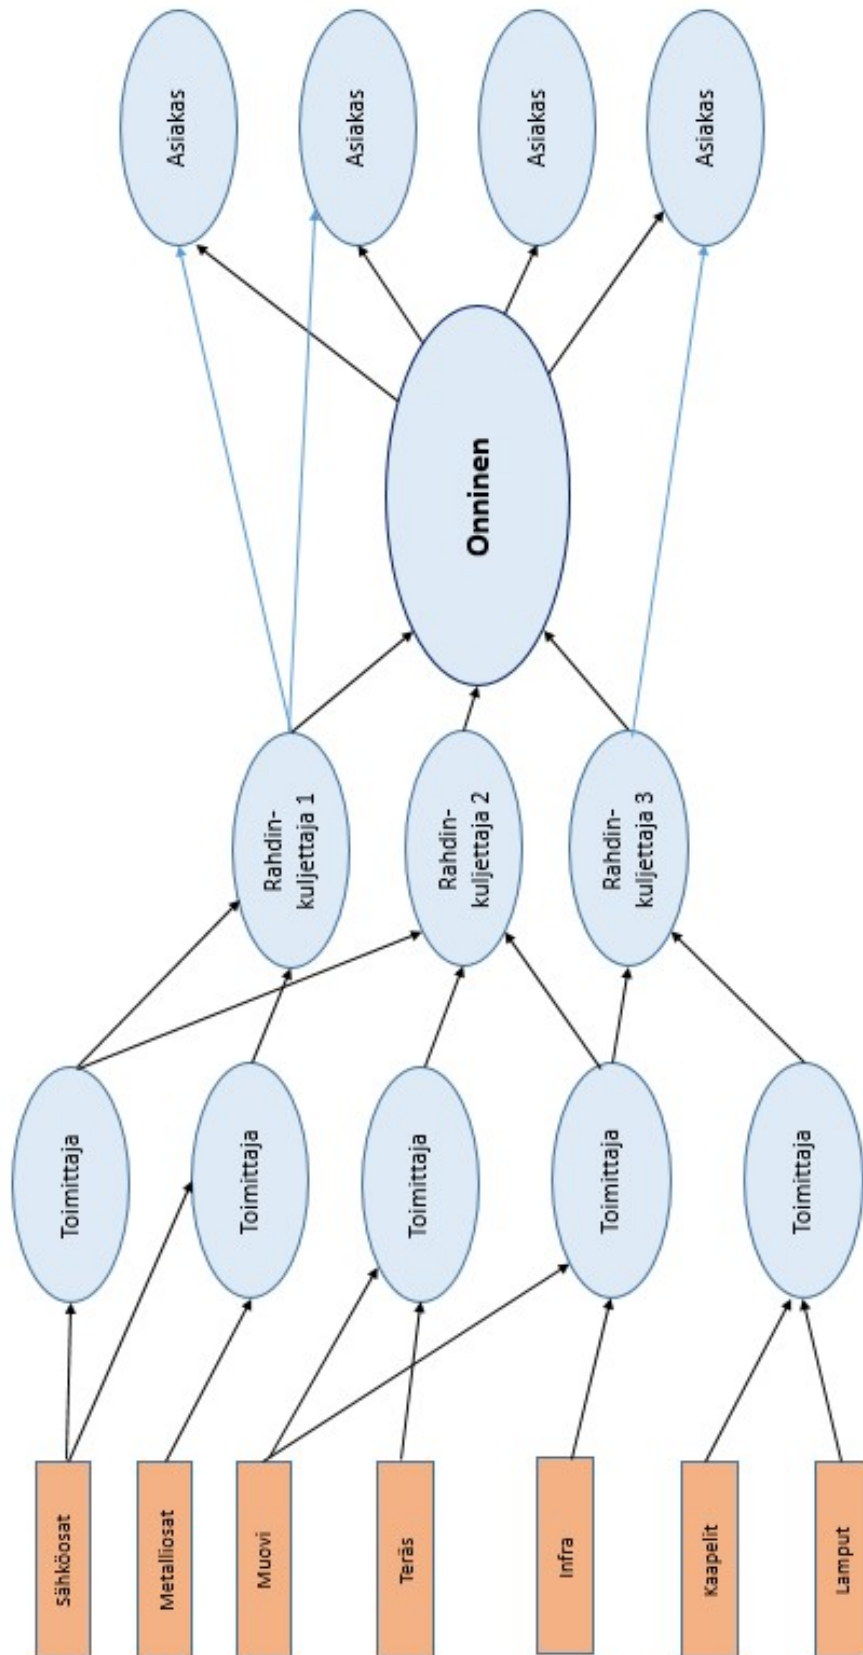 Sähköosat
Metalliosat
Muovi
Teräs
Infra
Kaapelit
Lamput
Toimittaja
Toimittaja
Toimittaja
Toimittaja
Toimittaja
Rahdin-
kuljettaja 1
Rahdin-
kuljettaja 2
Rahdin-
kuljettaja 3
Onninen
Asiakas
Asiakas
Asiakas
Asiakas